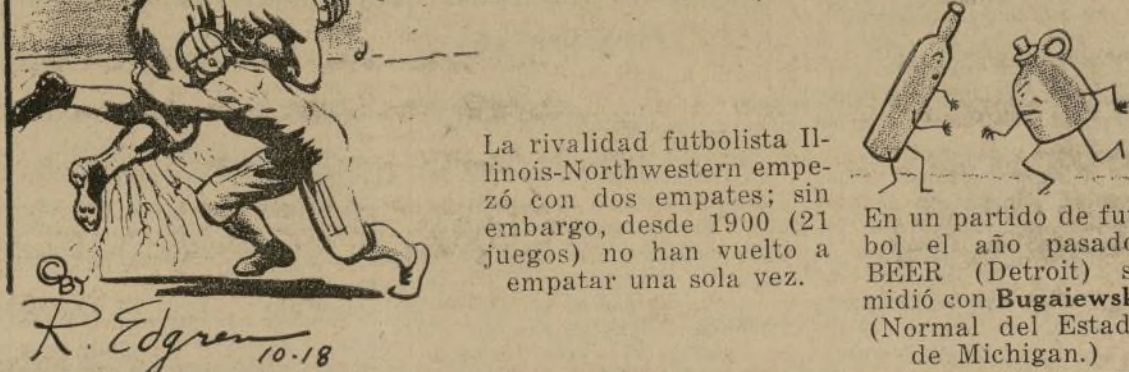 © BY
R. Edgren
10-18
La rivalidad futbolista Il-
linois-Northwestern empe-
zó con dos empates; sin
embargo, desde 1900 (21
juegos) no han vuelto a
empatar una sola vez.
En un partido de fut
bol el año pasado
BEER (Detroit) s
midió con Bugaiewsk
(Normal del Estad
de Michigan.)